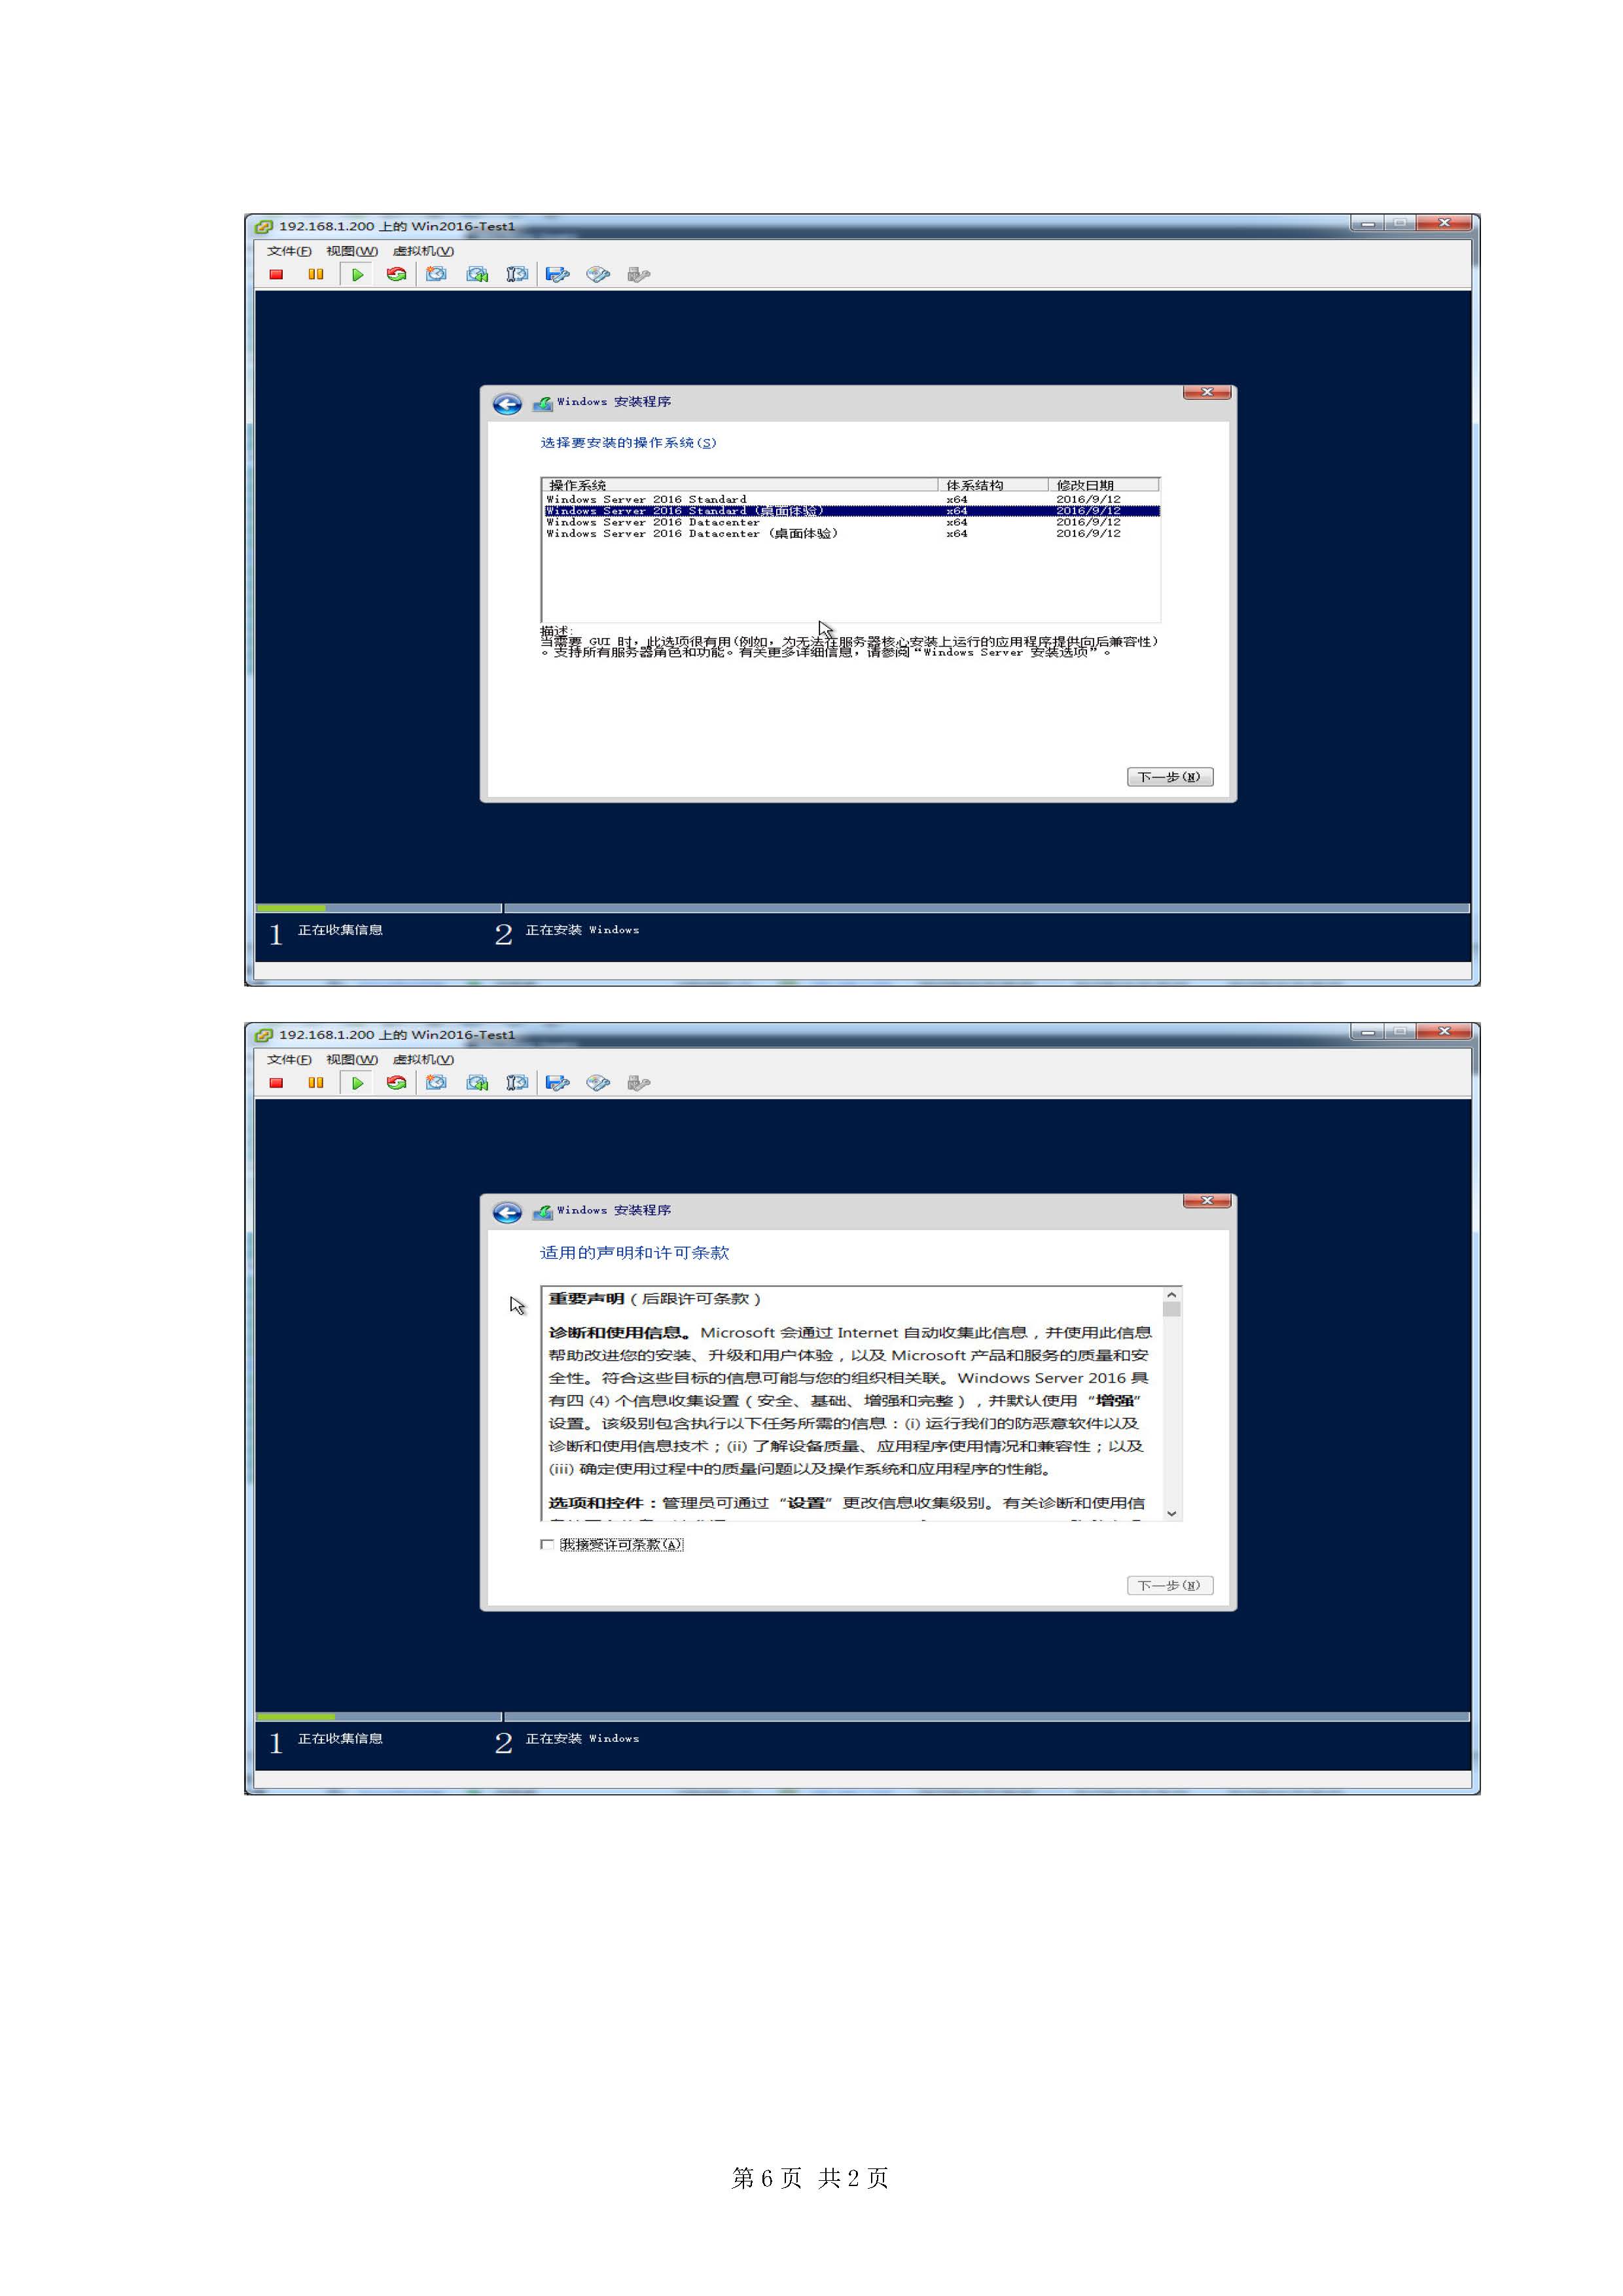 192.168.1.200 上的 Win2016-Test1
文件(F) 视图(W) 虚拟机(V)
Windows 安装程序
选择要安装的操作系统(S)
操作系统 体系结构 修改日期
Windows Server 2016 Standard x64 2016/9/12
Windows Server 2016 Standard (桌面体验) x64 2016/9/12
Windows Server 2016 Datacenter x64 2016/9/12
Windows Server 2016 Datacenter (桌面体验) x64 2016/9/12
描述:
当需要 GUI 时，此选项很有用(例如，为无法在服务器核心安装上运行的应用程序提供向后兼容性)
。支持所有服务器角色和功能。有关更多详细信息，请参阅“Windows Server 安装选项”。
下一步(N)
1 正在收集信息 2 正在安装 Windows
192.168.1.200 上的 Win2016-Test1
文件(F) 视图(W) 虚拟机(V)
Windows 安装程序
适用的声明和许可条款
重要声明（后跟许可条款）
诊断和使用信息。Microsoft 会通过 Internet 自动收集此信息，并使用此信息
帮助改进您的安装、升级和用户体验，以及 Microsoft 产品和服务的质量和安
全性。符合这些目标的信息可能与您的组织相关联。Windows Server 2016 具
有四 (4) 个信息收集设置（安全、基础、增强和完整），并默认使用“增强”
设置。该级别包含执行以下任务所需的信息：(i) 运行我们的防恶意软件以及
诊断和使用信息技术；(ii) 了解设备质量、应用程序使用情况和兼容性；以及
(iii) 确定使用过程中的质量问题以及操作系统和应用程序的性能。
选项和控件：管理员可通过“设置”更改信息收集级别。有关诊断和使用信
我接受许可条款(A)
下一步(N)
1 正在收集信息 2 正在安装 Windows
第 6 页 共 2 页